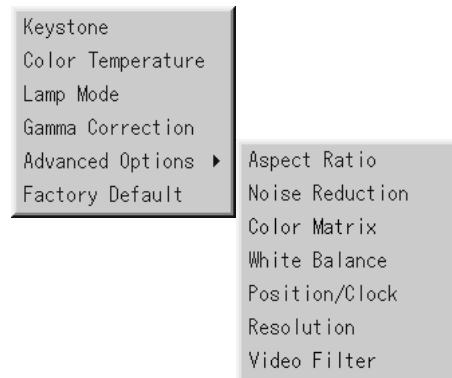 Keystone
Color Temperature
Lamp Mode
Gamma Correction
Advanced Options ▶
Factory Default
Aspect Ratio
Noise Reduction
Color Matrix
White Balance
Position/Clock
Resolution
Video Filter